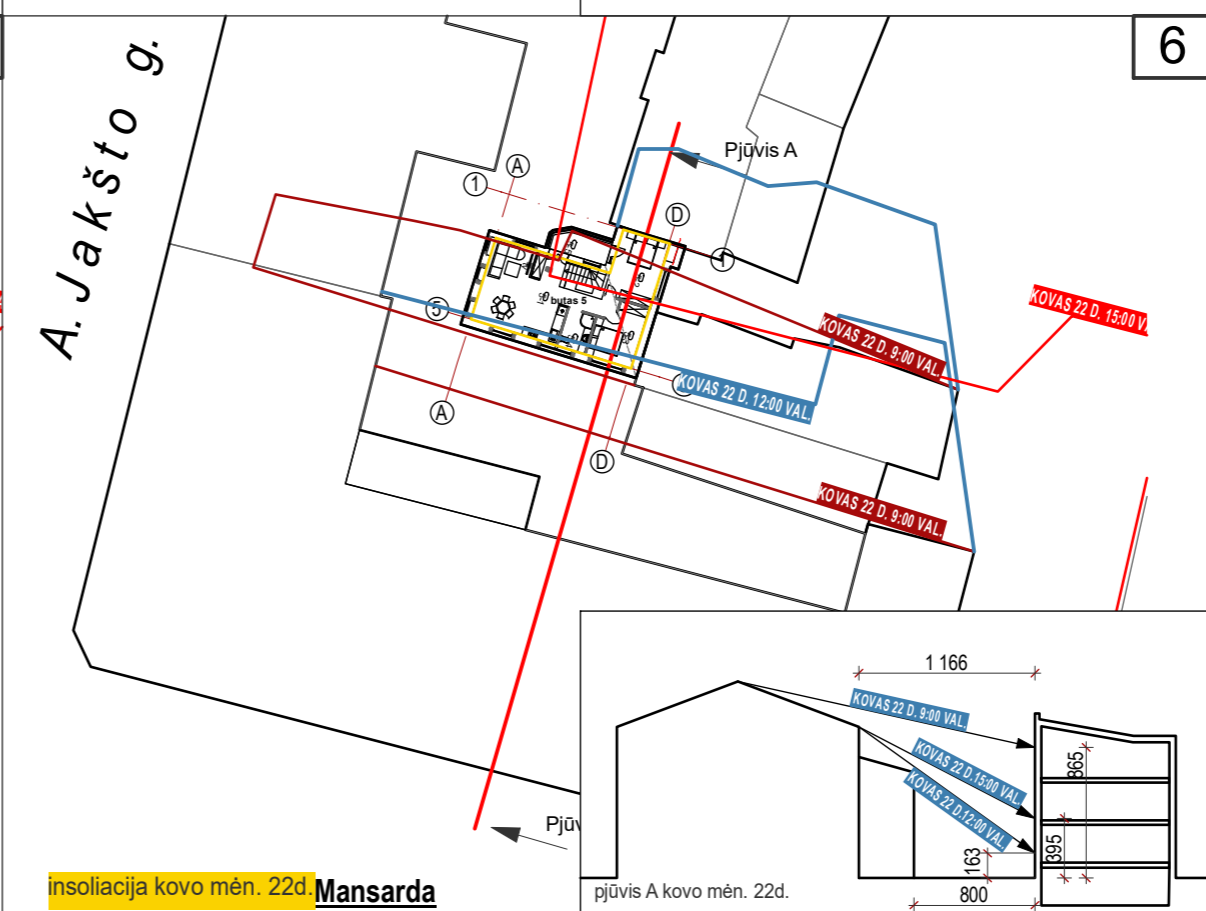 6
A. Jakšto g.
Pjūvis A
A
1
D
1
KOVAS 22 D. 15:00 V
5
butas 5
KOVAS 22 D. 9:00 VAL.
KOVAS 22 D. 12:00 VAL.
A
D
KOVAS 22 D. 9:00 VAL.
1 166
KOVAS 22 D. 9:00 VAL.
KOVAS 22 D.15:00 VAL.
KOVAS 22 D.12:00 VAL.
865
395
163
800
Pjūv
insoliacija kovo mėn. 22d. Mansarda
pjūvis A kovo mėn. 22d.